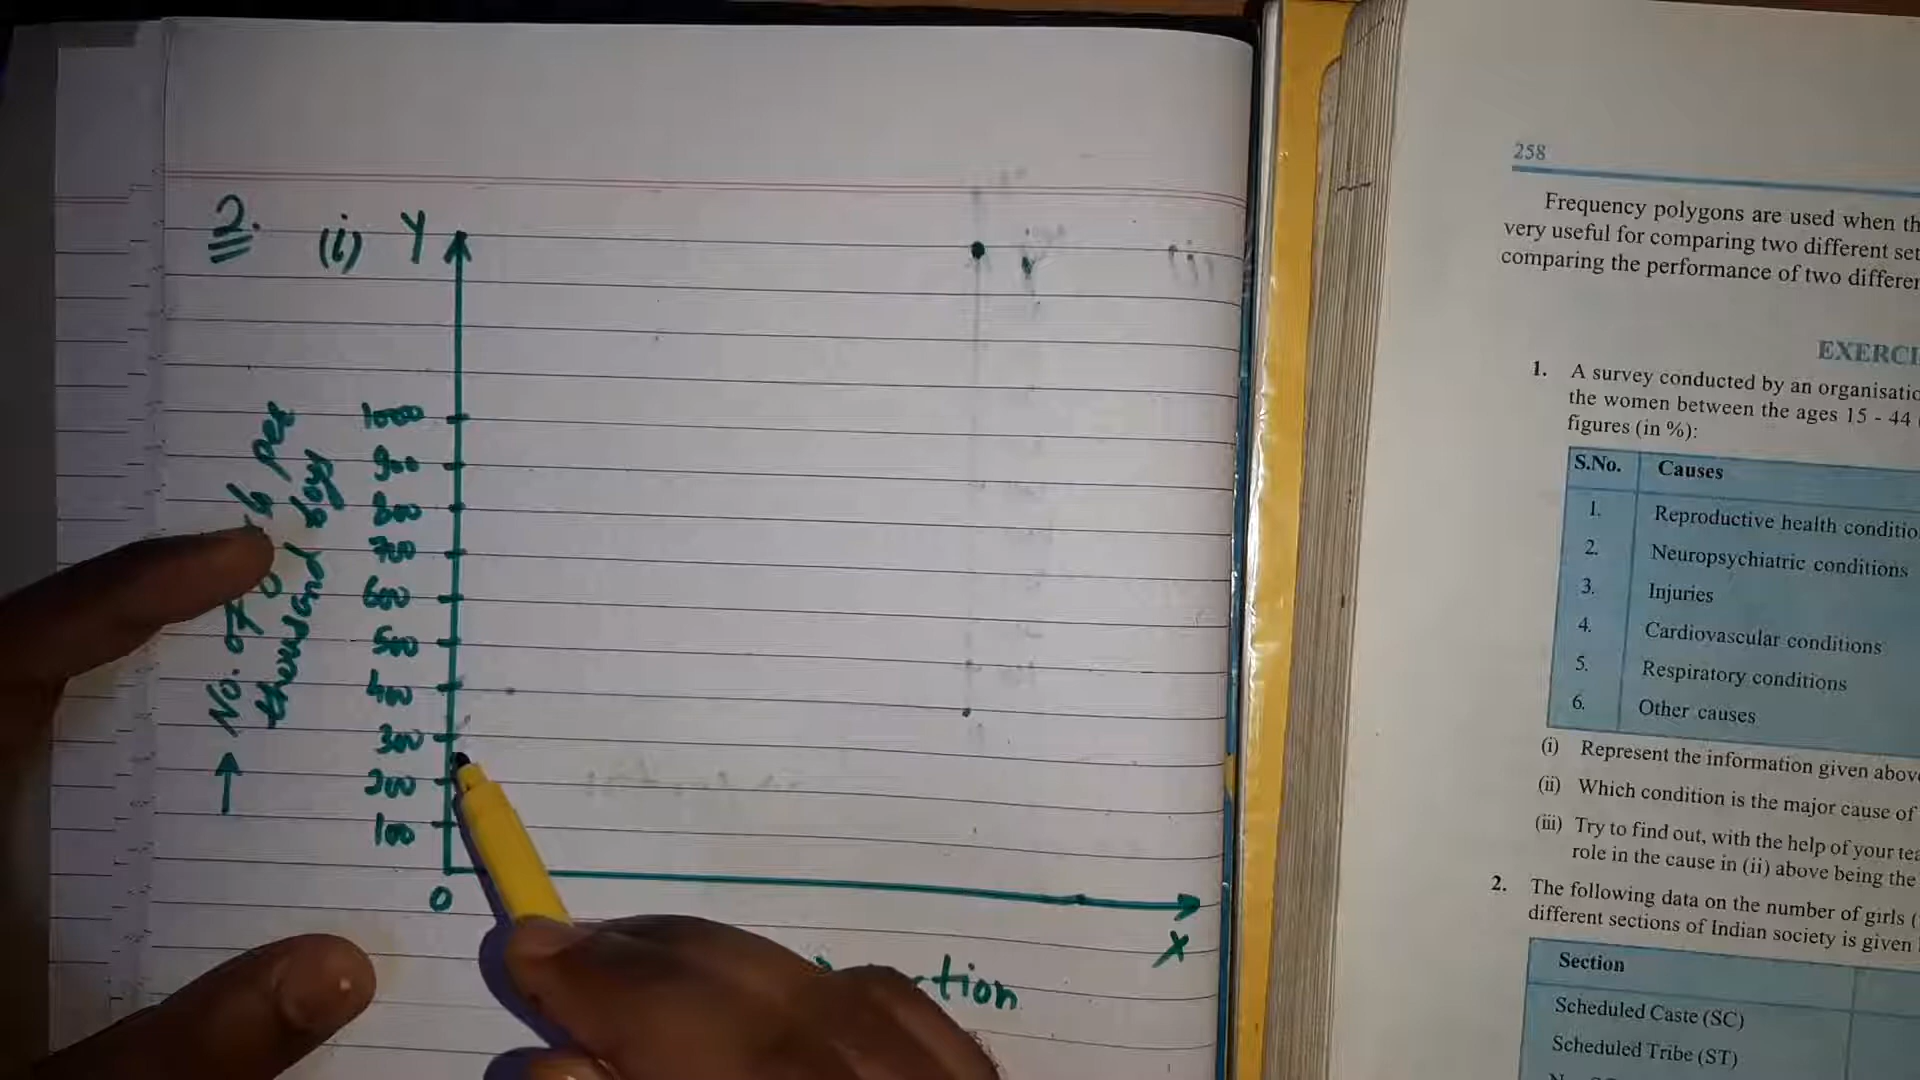 2. (i) Y
1000
900
800
700
600
500
400
300
200
100
0
X
→ No. of per
thousand boys
ction
258
Frequency polygons are used when th
very useful for comparing two different set
comparing the performance of two differen
EXERCI
1. A survey conducted by an organisatio
the women between the ages 15 - 44
figures (in %):
S.No. Causes
1. Reproductive health conditio
2. Neuropsychiatric conditions
3. Injuries
4. Cardiovascular conditions
5. Respiratory conditions
6. Other causes
(i) Represent the information given above
(ii) Which condition is the major cause of
(iii) Try to find out, with the help of your tea
role in the cause in (ii) above being the
2. The following data on the number of girls (
different sections of Indian society is given
Section
Scheduled Caste (SC)
Scheduled Tribe (ST)